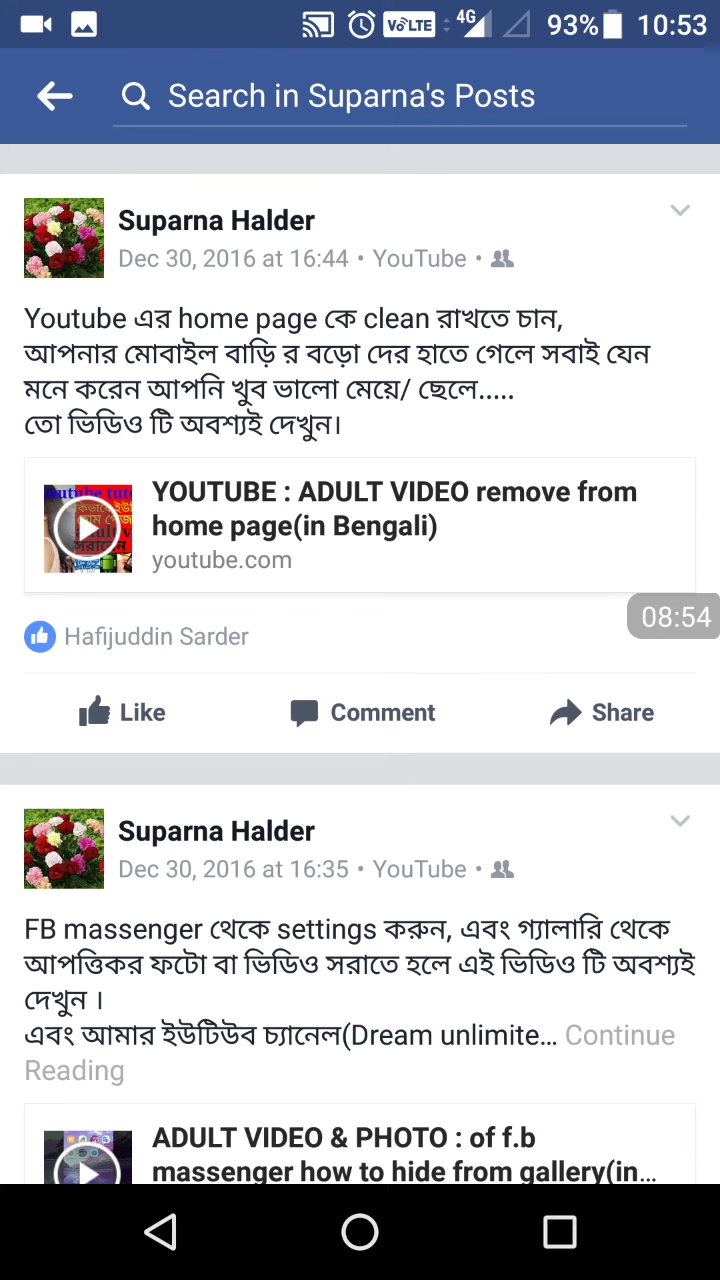 VoLTE 4G 93% 10:53
Search in Suparna's Posts
Suparna Halder
Dec 30, 2016 at 16:44 • YouTube •
Youtube এর home page কে clean রাখতে চান,
আপনার মোবাইল বাড়ি র বড়ো দের হাতে গেলে সবাই যেন
মনে করেন আপনি খুব ভালো মেয়ে/ ছেলে.....
তো ভিডিও টি অবশ্যই দেখুন।
YOUTUBE : ADULT VIDEO remove from
home page(in Bengali)
youtube.com
08:54
Hafijuddin Sarder
Like Comment Share
Suparna Halder
Dec 30, 2016 at 16:35 • YouTube •
FB massenger থেকে settings করুন, এবং গ্যালারি থেকে
আপত্তিকর ফটো বা ভিডিও সরাতে হলে এই ভিডিও টি অবশ্যই
দেখুন ।
এবং আমার ইউটিউব চ্যানেল(Dream unlimite... Continue
Reading
ADULT VIDEO & PHOTO : of f.b
massenger how to hide from gallery(in...